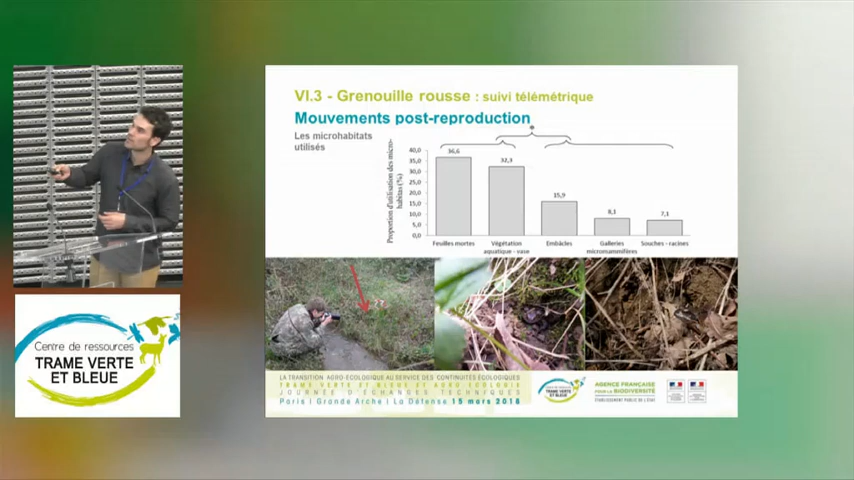 VI.3 - Grenouille rousse : suivi télémétrique
Mouvements post-reproduction
Les microhabitats
utilisés
Proportion d'utilisation des micro-
habitas (%)
40,0
35,0
30,0
25,0
20,0
15,0
10,0
5,0
0,0
36,6
32,3
15,9
8,1
7,1
Feuilles mortes
Végétation
aquatique - vase
Embâcles
Galleries
micromammifères
Souches - racines
Centre de ressources
TRAME VERTE
ET BLEUE
LA TRANSITION AGRO-ECOLOGIQUE AU SERVICE DES CONTINUITÉS ÉCOLOGIQUES
TRAME VERTE ET BLEUE ET AGRO-ECOLOGIE
JOURNÉE D'ÉCHANGES TECHNIQUES
Paris | Grande Arche | La Défense 15 mars 2018
TRAME VERTE
ET BLEUE
AGENCE FRANÇAISE
POUR LA BIODIVERSITÉ
ÉTABLISSEMENT PUBLIC DE L'ÉTAT